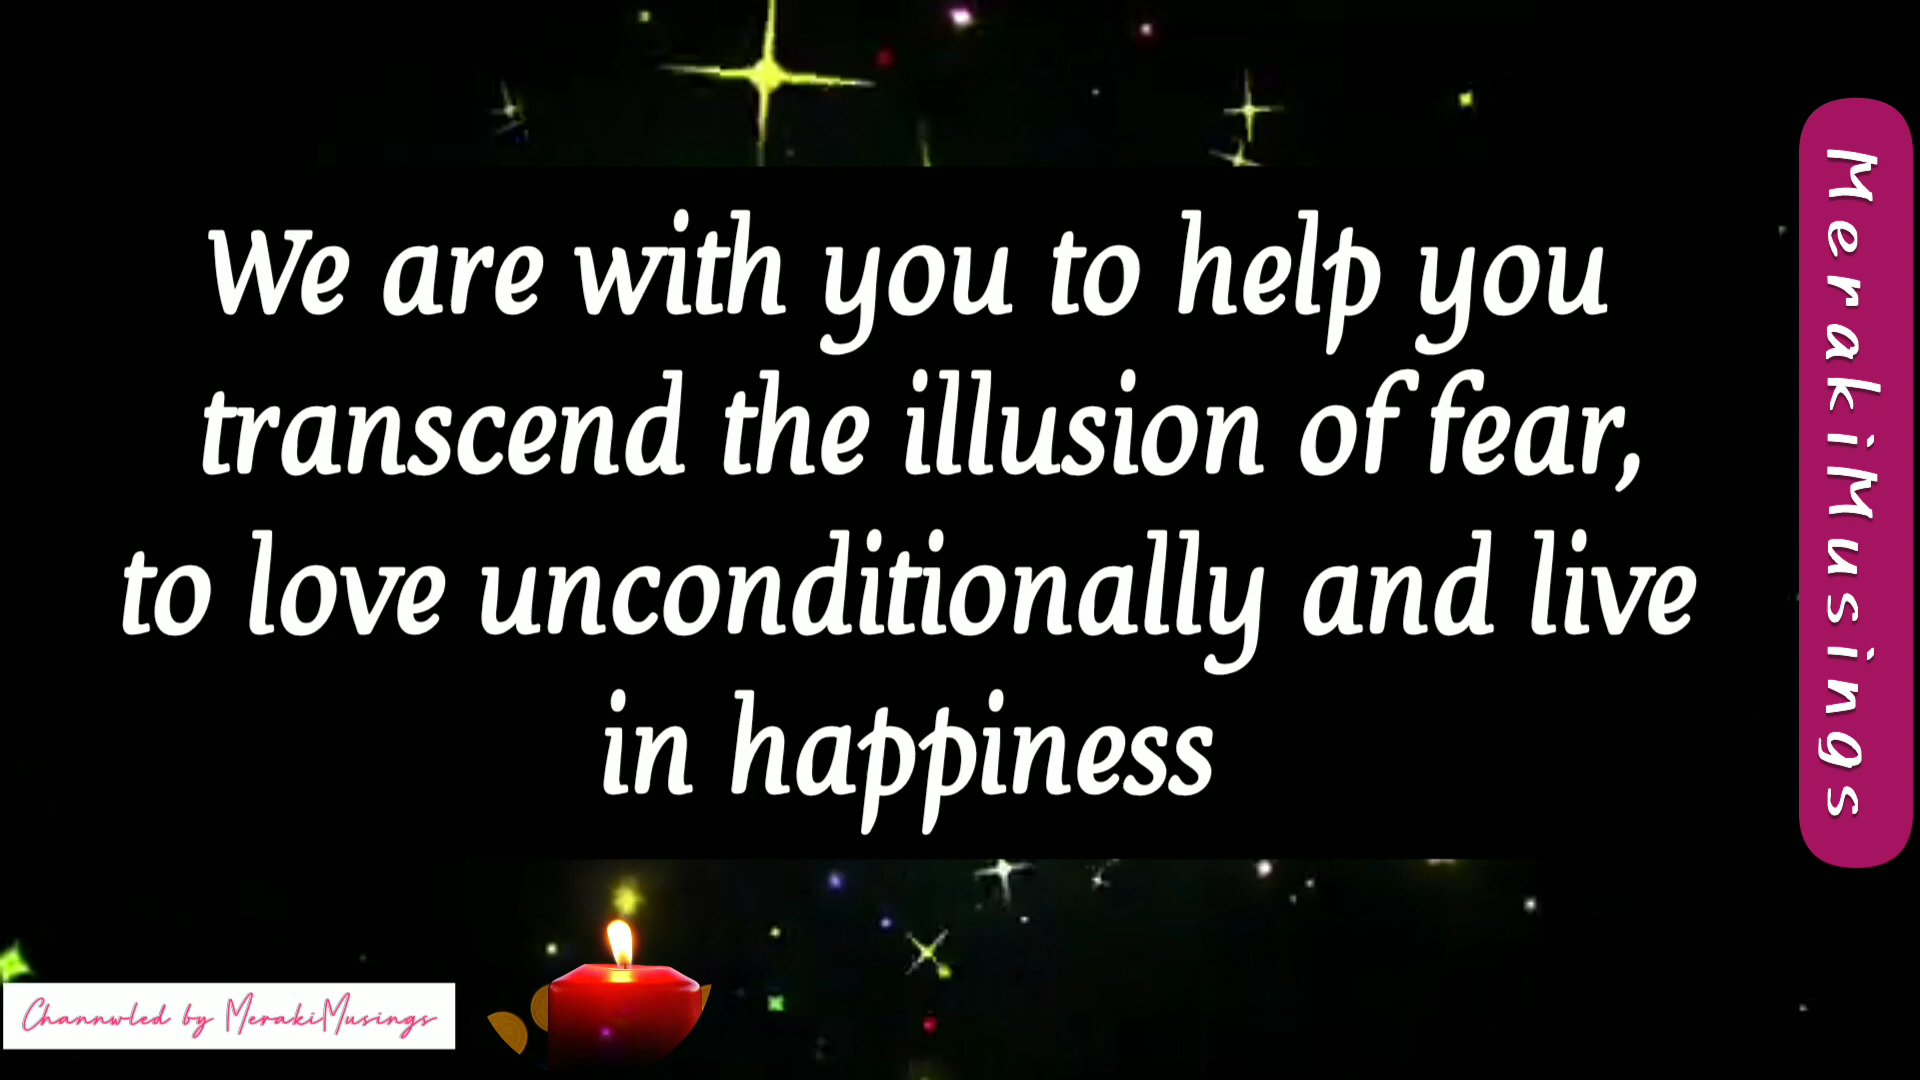 We are with you to help you
transcend the illusion of fear,
to love unconditionally and live
in happiness
MerakiMusings
Channwled by MerakiMusings